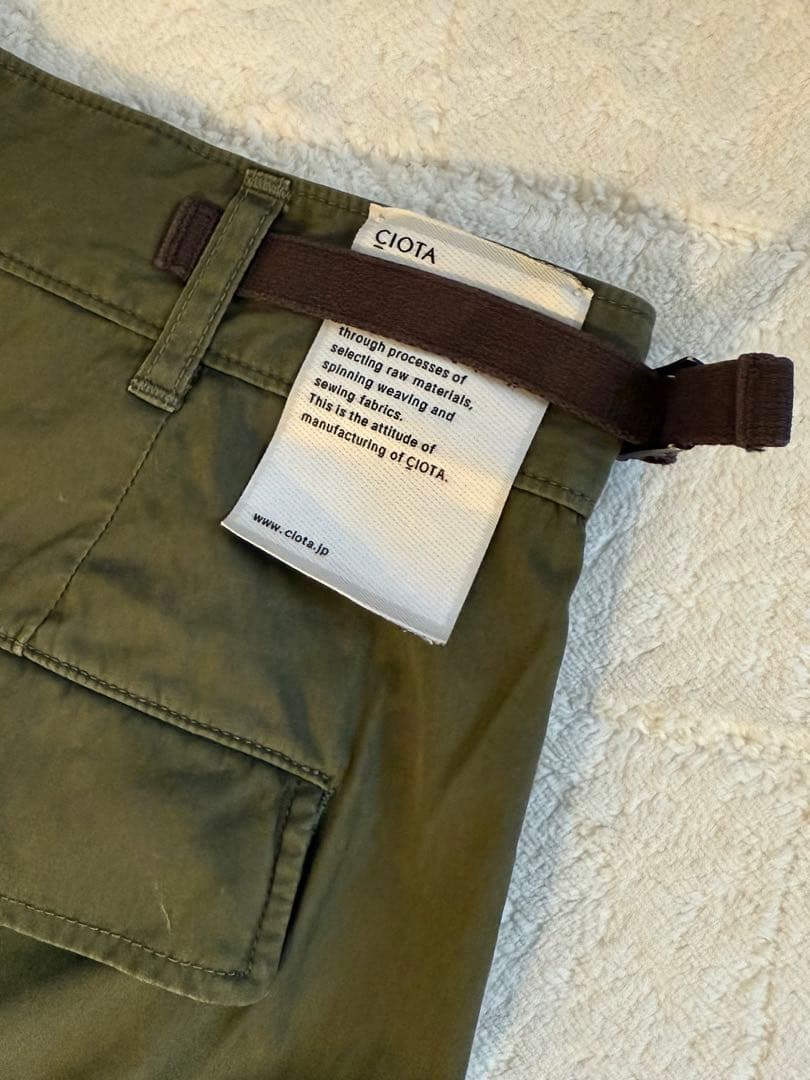 ÇIOTA
through processes of
selecting raw materials,
spinning weaving and
sewing fabrics.
This is the attitude of
manufacturing of ÇIOTA.
www.ciota.jp